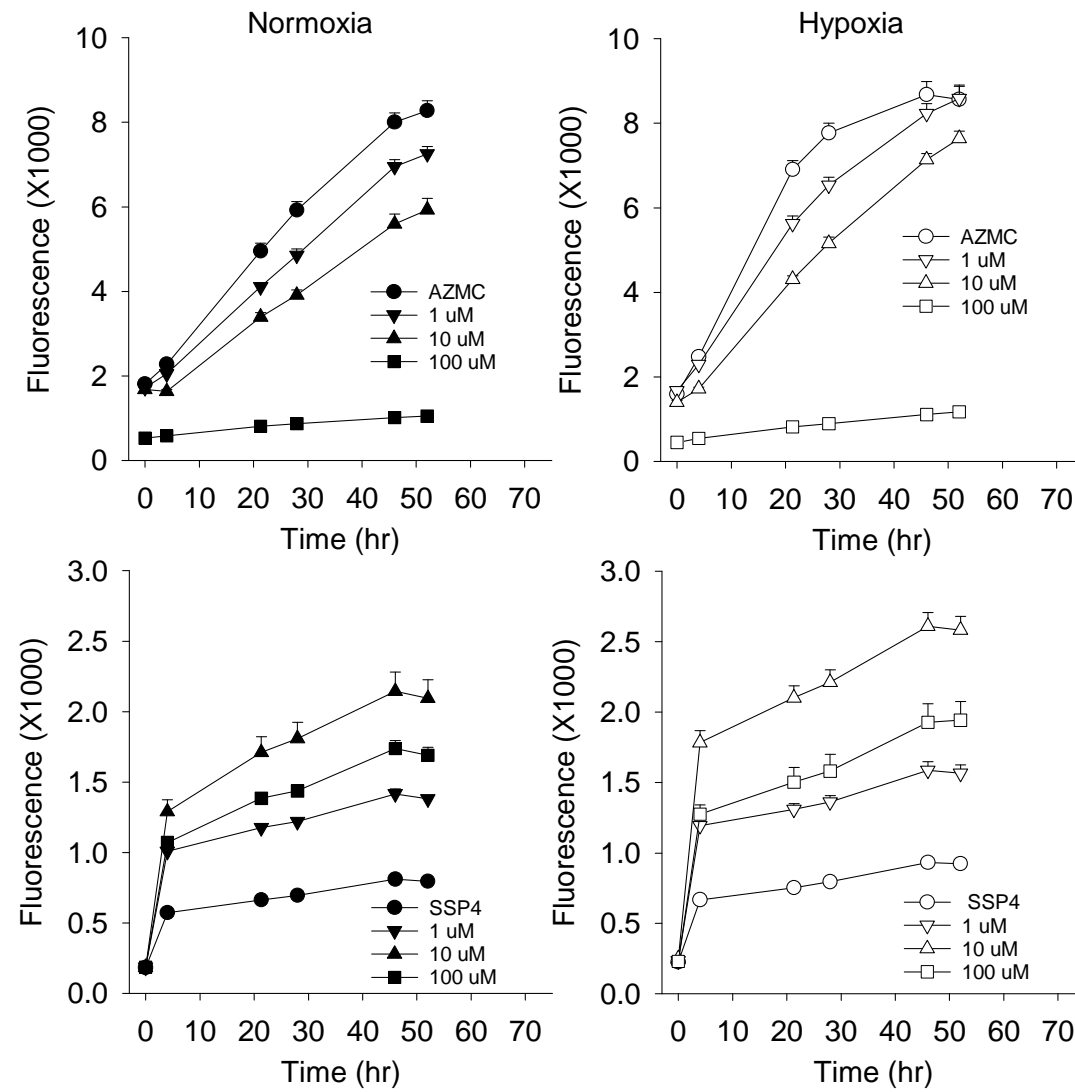 Normoxia
10
8
6
4
2
0
Fluorescence (X1000)
AZMC
1 uM
10 uM
100 uM
0 10 20 30 40 50 60 70
Time (hr)
Hypoxia
10
8
6
4
2
0
Fluorescence (X1000)
AZMC
1 uM
10 uM
100 uM
0 10 20 30 40 50 60 70
Time (hr)
3.0
2.5
2.0
1.5
1.0
0.5
0.0
Fluorescence (X1000)
SSP4
1 uM
10 uM
100 uM
0 10 20 30 40 50 60 70
Time (hr)
3.0
2.5
2.0
1.5
1.0
0.5
0.0
Fluorescence (X1000)
SSP4
1 uM
10 uM
100 uM
0 10 20 30 40 50 60 70
Time (hr)